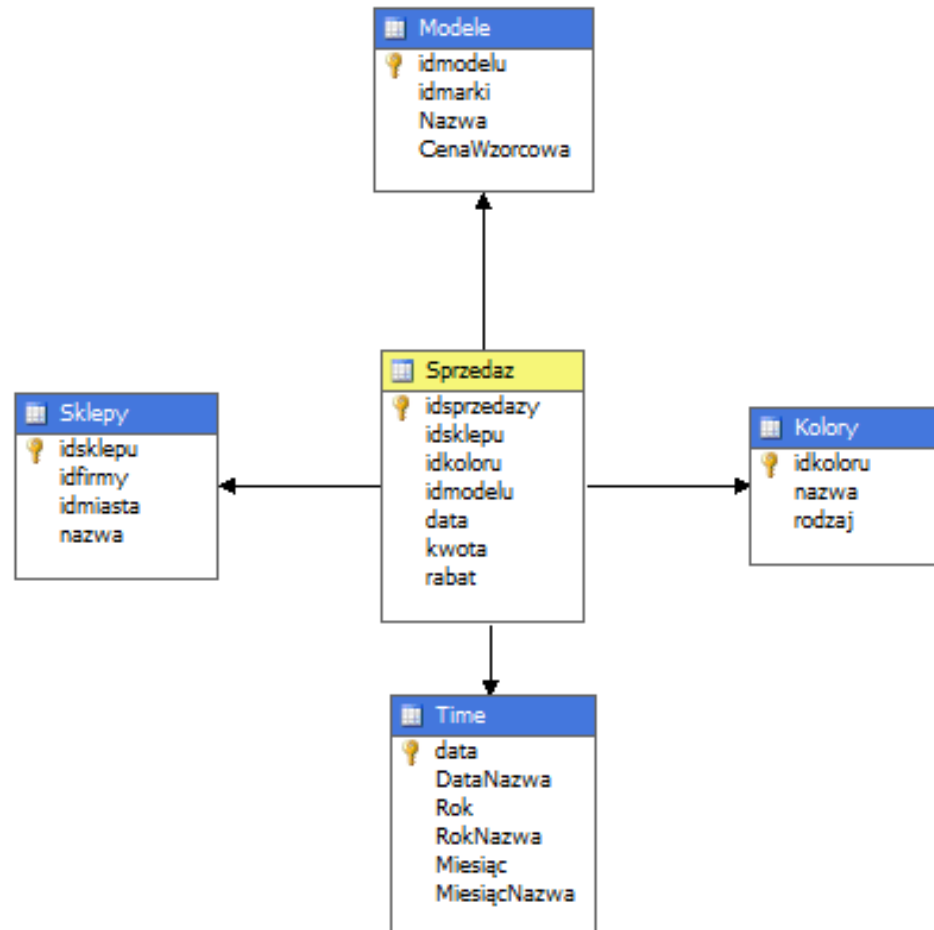 Modele
idmodelu
idmarki
Nazwa
CenaWzorcowa
Sprzedaz
idsprzedazy
idsklepu
idkoloru
idmodelu
data
kwota
rabat
Sklepy
idsklepu
idfirmy
idmiasta
nazwa
Kolory
idkoloru
nazwa
rodzaj
Time
data
DataNazwa
Rok
RokNazwa
Miesiąc
MiesiącNazwa